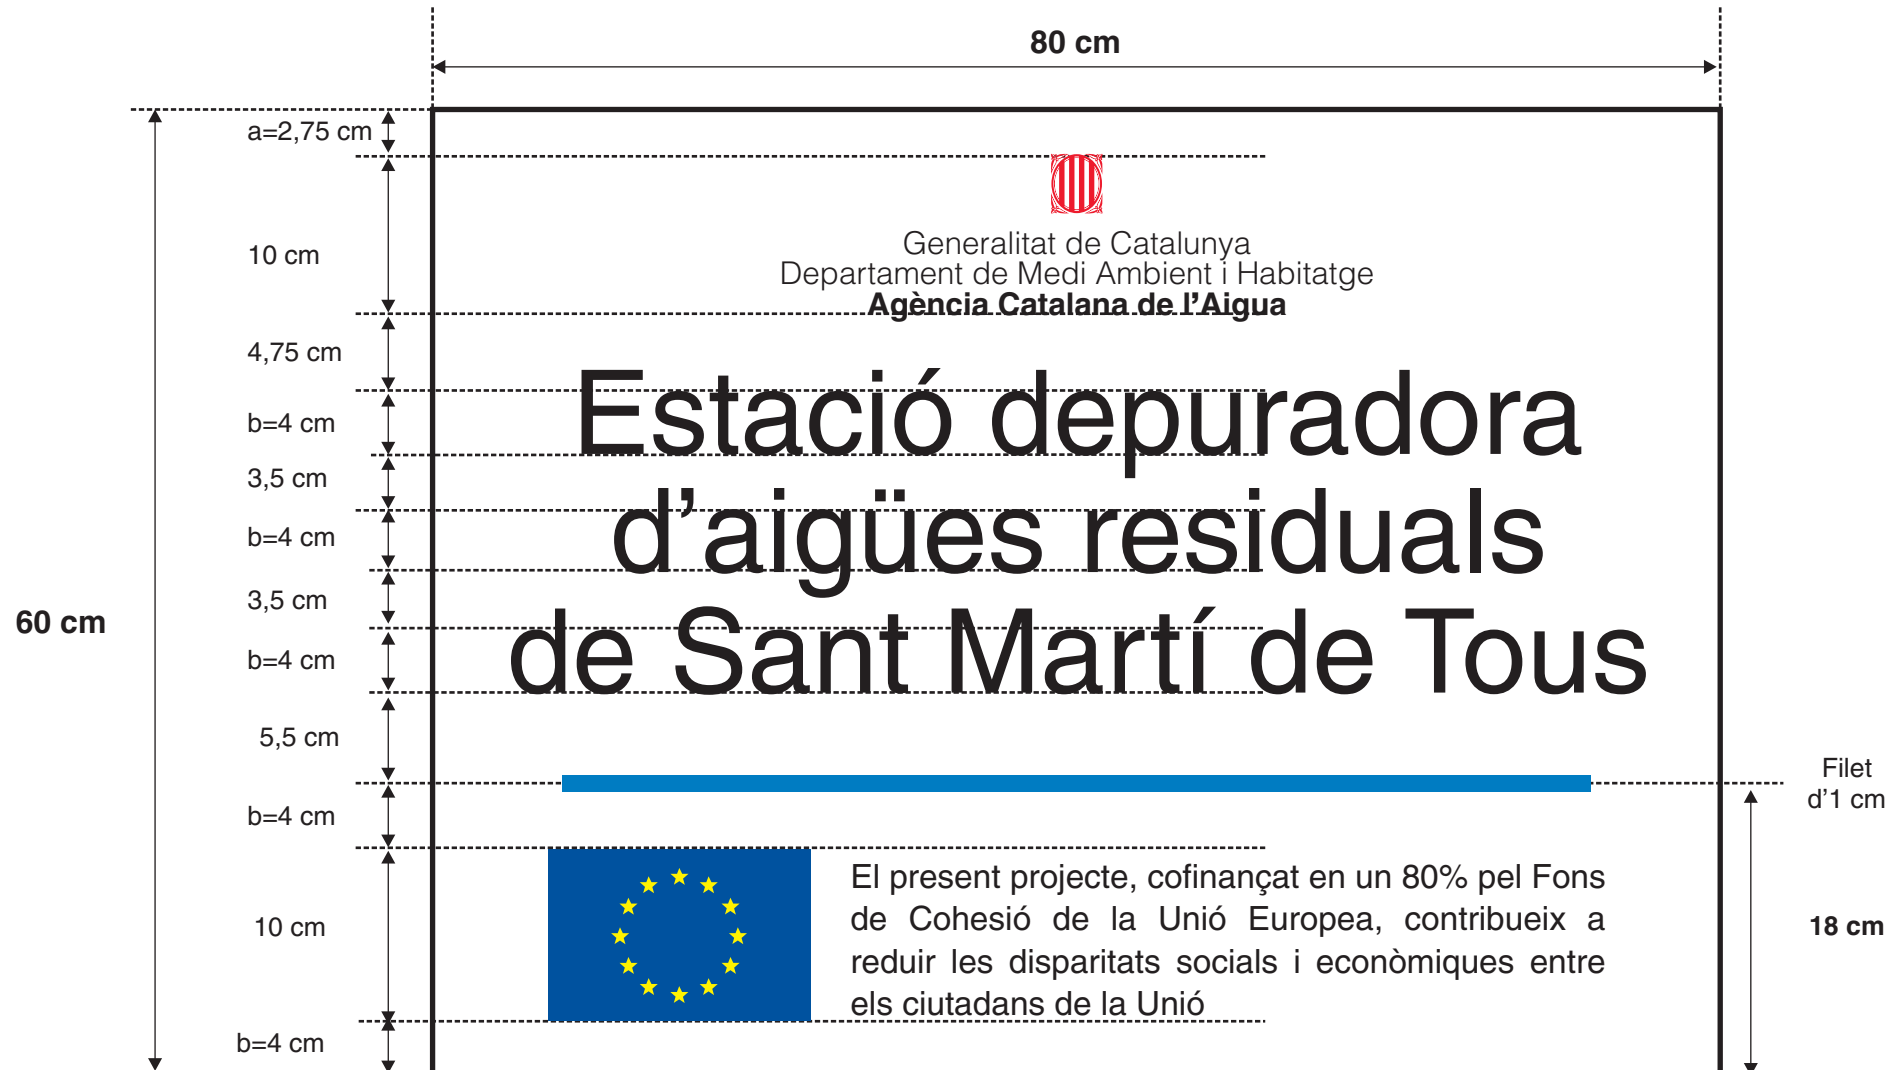 80 cm
a=2,75 cm
10 cm
Generalitat de Catalunya
Departament de Medi Ambient i Habitatge
Agència Catalana de l’Aigua
4,75 cm
b=4 cm
Estació depuradora
3,5 cm
b=4 cm
d’aigües residuals
3,5 cm
60 cm
b=4 cm
de Sant Martí de Tous
5,5 cm
Filet
d’1 cm
b=4 cm
El present projecte, cofinançat en un 80% pel Fons
de Cohesió de la Unió Europea, contribueix a
reduir les disparitats socials i econòmiques entre
els ciutadans de la Unió
10 cm
18 cm
b=4 cm